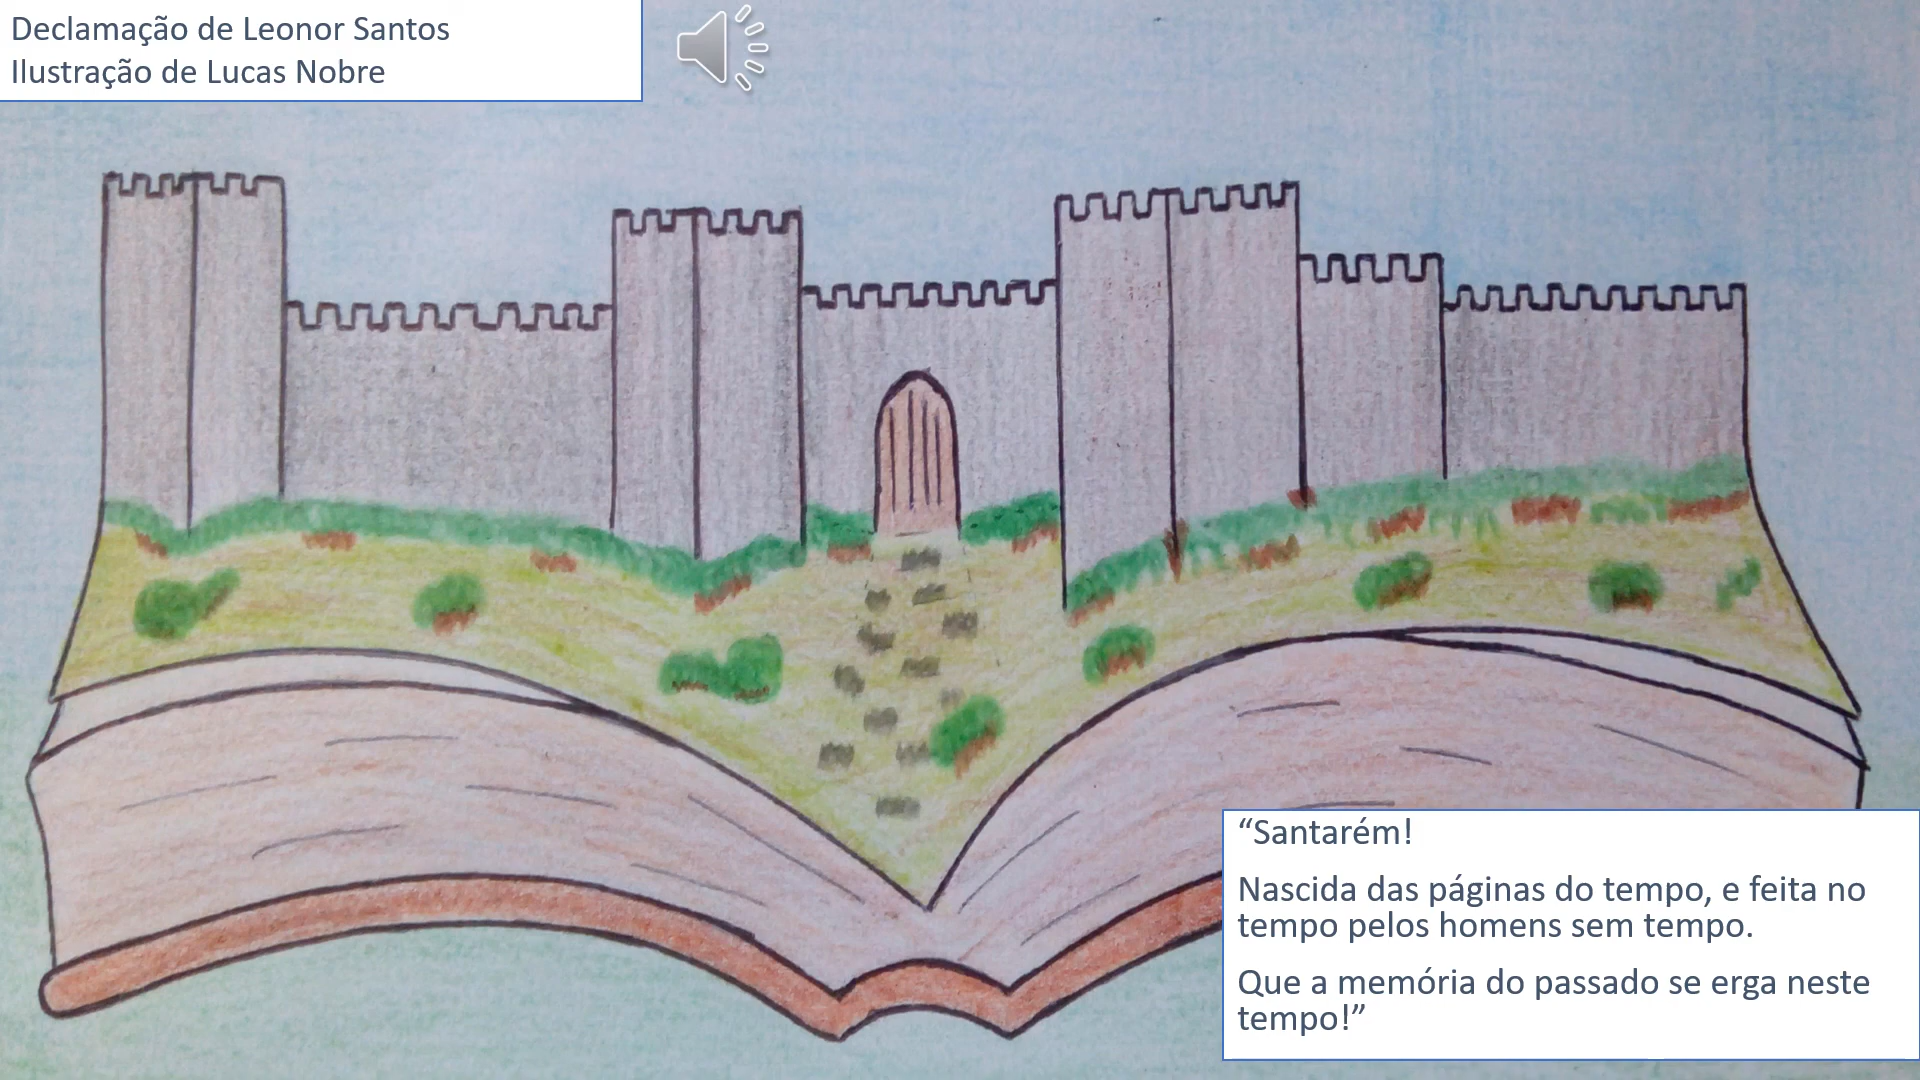 Declamação de Leonor Santos
Ilustração de Lucas Nobre
“Santarém!
Nascida das páginas do tempo, e feita no
tempo pelos homens sem tempo.
Que a memória do passado se erga neste
tempo!”